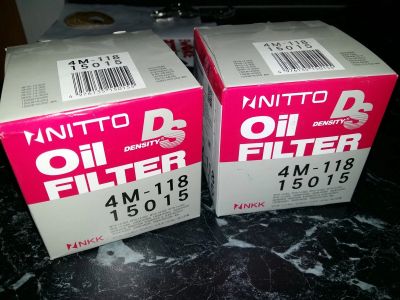 4M-118
15015
NITTO
DS
DENSITY
Oil
FILTER
4M-118
15015
NKK
4M-118
15015
NITTO
DS
DENSITY
Oil
FILTER
4M-118
15015
NKK